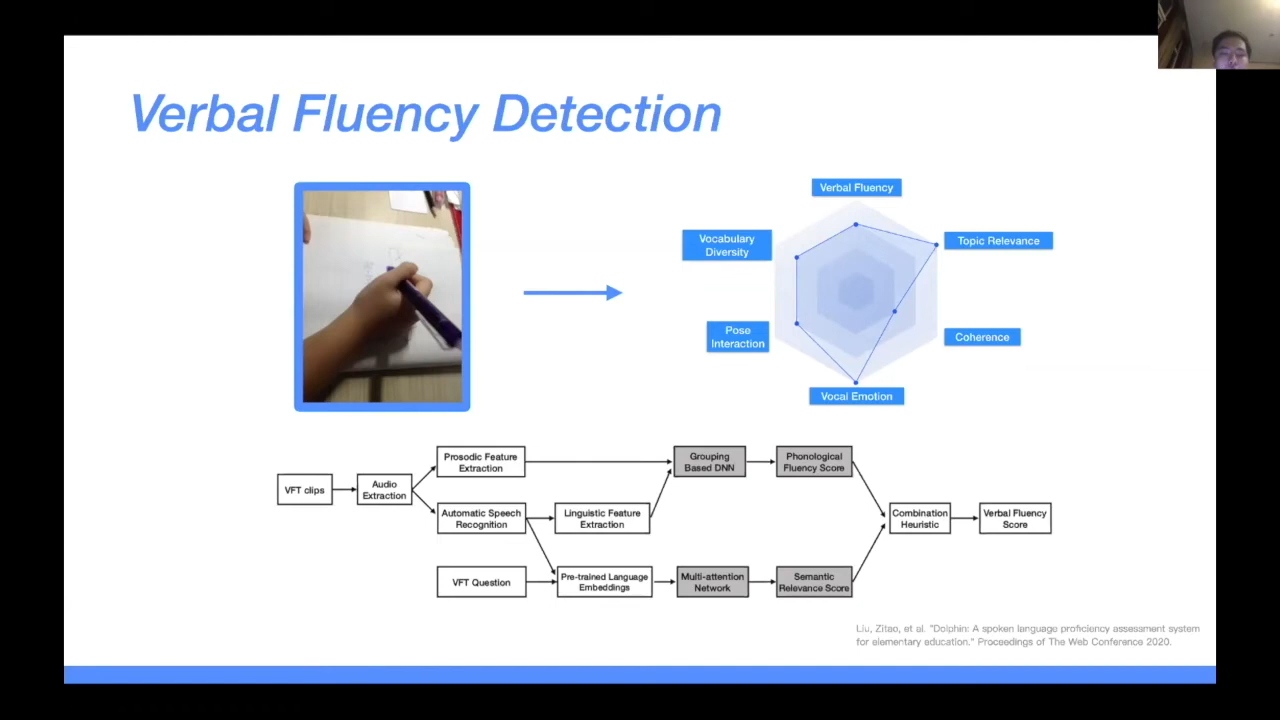 Verbal Fluency Detection
Verbal Fluency
Vocabulary
Diversity
Topic Relevance
Pose
Interaction
Coherence
Vocal Emotion
VFT clips
Audio
Extraction
Prosodic Feature
Extraction
Automatic Speech
Recognition
Linguistic Feature
Extraction
VFT Question
Pre-trained Language
Embeddings
Grouping
Based DNN
Phonological
Fluency Score
Multi-attention
Network
Semantic
Relevance Score
Combination
Heuristic
Verbal Fluency
Score
Liu, Zitao, et al. "Dolphin: A spoken language proficiency assessment system
for elementary education." Proceedings of The Web Conference 2020.